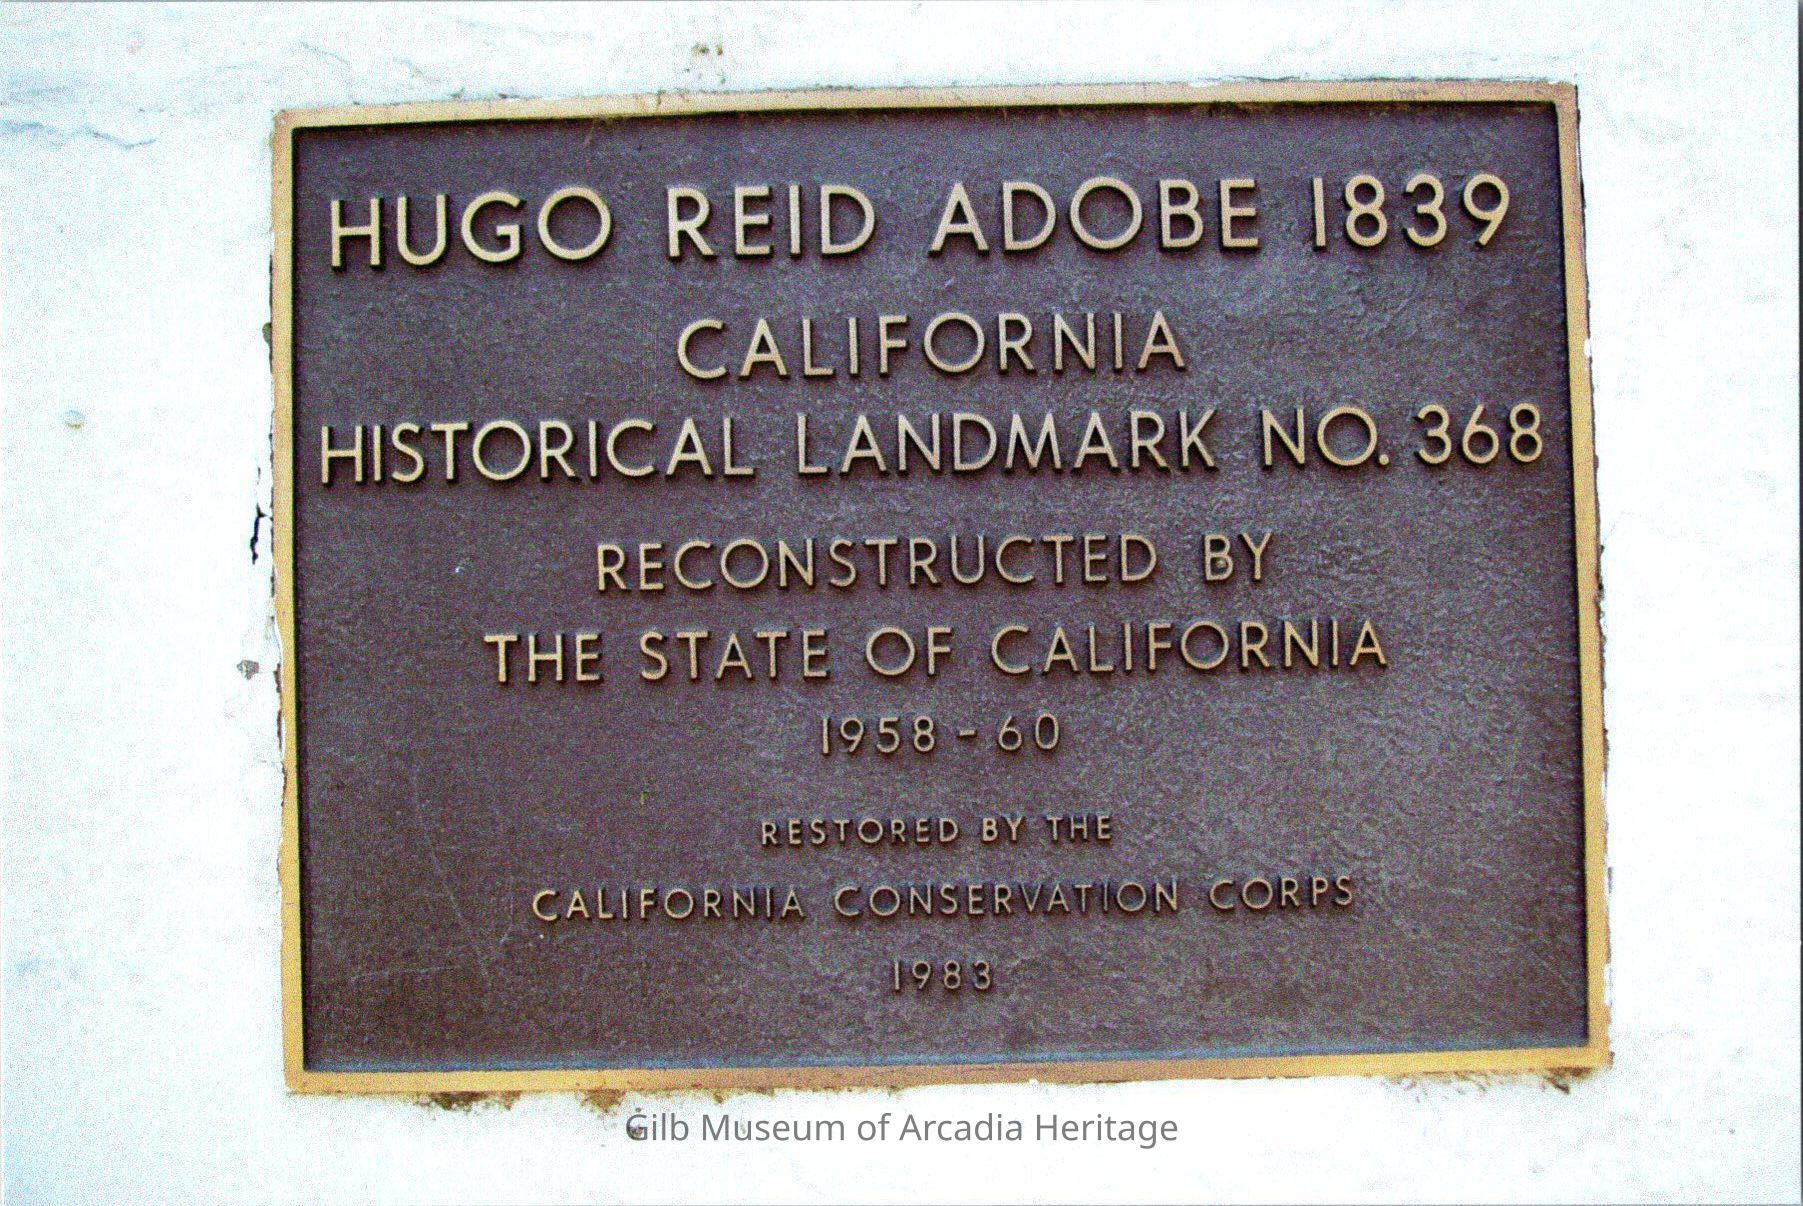 HUGO REID ADOBE 1839
CALIFORNIA
HISTORICAL LANDMARK NO. 368
RECONSTRUCTED BY
THE STATE OF CALIFORNIA
1958 - 60
RESTORED BY THE
CALIFORNIA CONSERVATION CORPS
1983
Gilb Museum of Arcadia Heritage